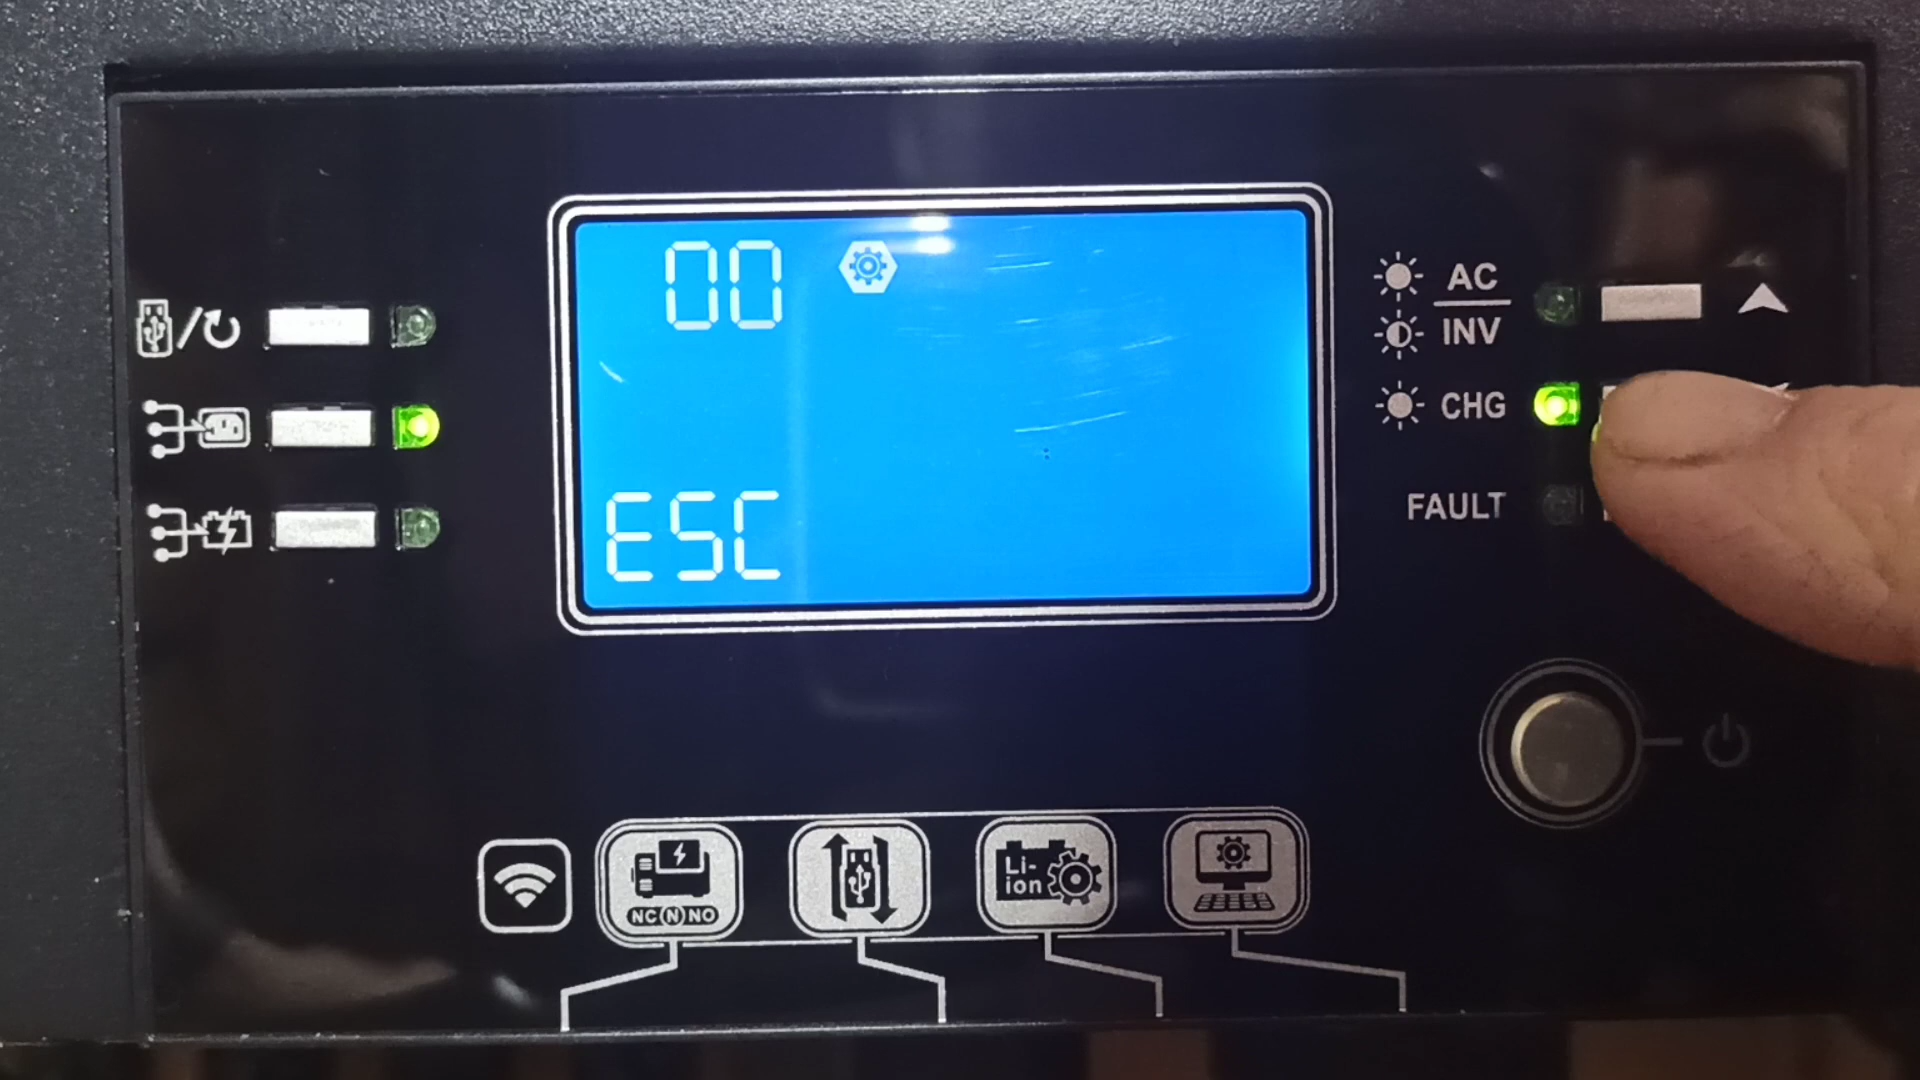 00
ESC
AC
INV
CHG
FAULT
NC N NO
Li-
ion